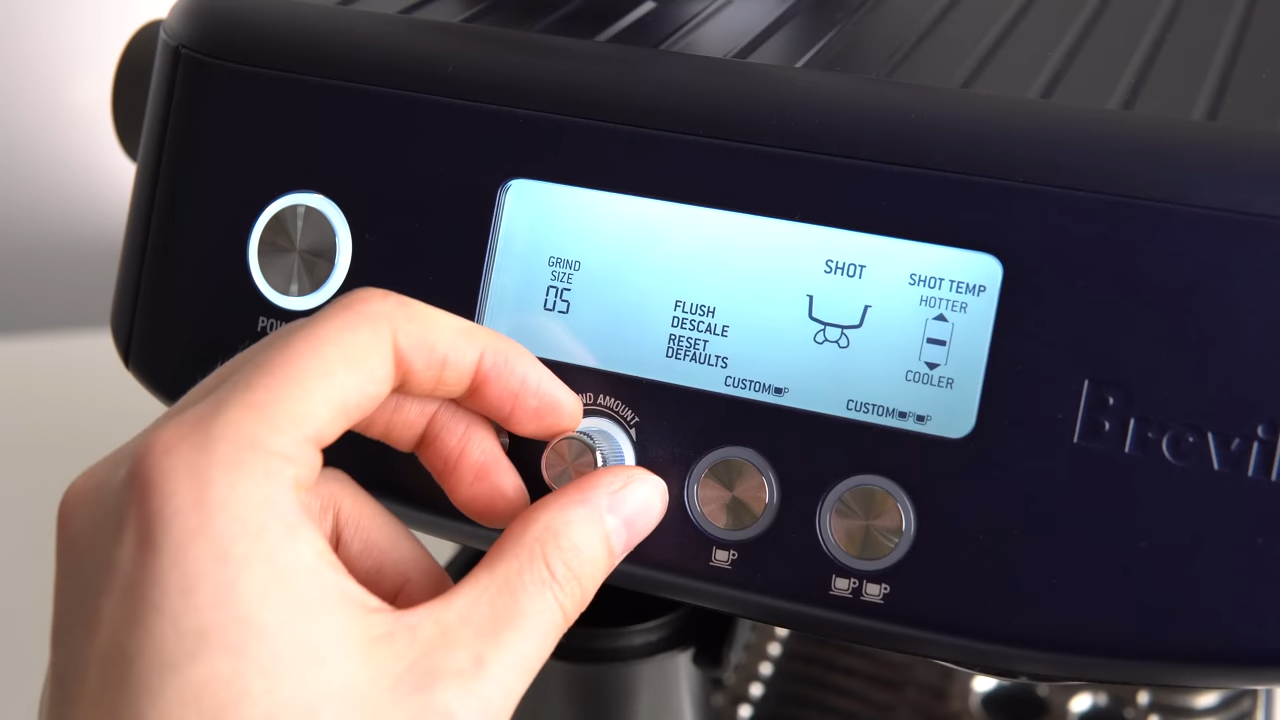 GRIND
SIZE
05
FLUSH
DESCALE
RESET
DEFAULTS
CUSTOM
SHOT
SHOT TEMP
HOTTER
COOLER
CUSTOM
AMOUNT